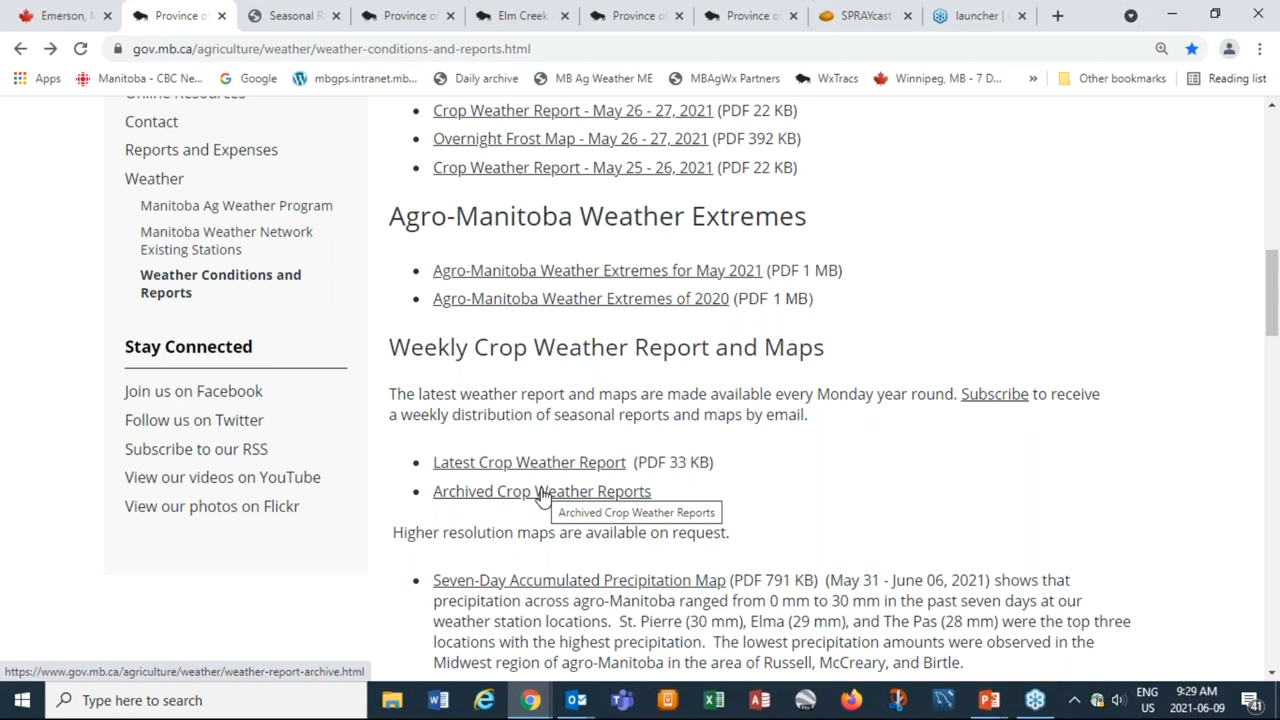 Emerson, M
Province of
Seasonal R
Province of
Elm Creek -
Province of
Province of
SPRAYcast
launcher |
gov.mb.ca/agriculture/weather/weather-conditions-and-reports.html
Apps
Manitoba - CBC Ne...
Google
mbgps.intranet.mb...
Daily archive
MB Ag Weather ME
MBAgWx Partners
WxTracs
Winnipeg, MB - 7 D...
»
Other bookmarks
Reading list
Online Resources
Contact
Reports and Expenses
Weather
Manitoba Ag Weather Program
Manitoba Weather Network
Existing Stations
Weather Conditions and
Reports
Stay Connected
Join us on Facebook
Follow us on Twitter
Subscribe to our RSS
View our videos on YouTube
View our photos on Flickr
• Crop Weather Report - May 26 - 27, 2021 (PDF 22 KB)
• Overnight Frost Map - May 26 - 27, 2021 (PDF 392 KB)
• Crop Weather Report - May 25 - 26, 2021 (PDF 22 KB)
Agro-Manitoba Weather Extremes
• Agro-Manitoba Weather Extremes for May 2021 (PDF 1 MB)
• Agro-Manitoba Weather Extremes of 2020 (PDF 1 MB)
Weekly Crop Weather Report and Maps
The latest weather report and maps are made available every Monday year round. Subscribe to receive
a weekly distribution of seasonal reports and maps by email.
• Latest Crop Weather Report (PDF 33 KB)
• Archived Crop Weather Reports
Archived Crop Weather Reports
Higher resolution maps are available on request.
• Seven-Day Accumulated Precipitation Map (PDF 791 KB) (May 31 - June 06, 2021) shows that
precipitation across agro-Manitoba ranged from 0 mm to 30 mm in the past seven days at our
weather station locations. St. Pierre (30 mm), Elma (29 mm), and The Pas (28 mm) were the top three
locations with the highest precipitation. The lowest precipitation amounts were observed in the
Midwest region of agro-Manitoba in the area of Russell, McCreary, and Birtle.
https://www.gov.mb.ca/agriculture/weather/weather-report-archive.html
Type here to search
ENG
US
9:29 AM
2021-06-09
41